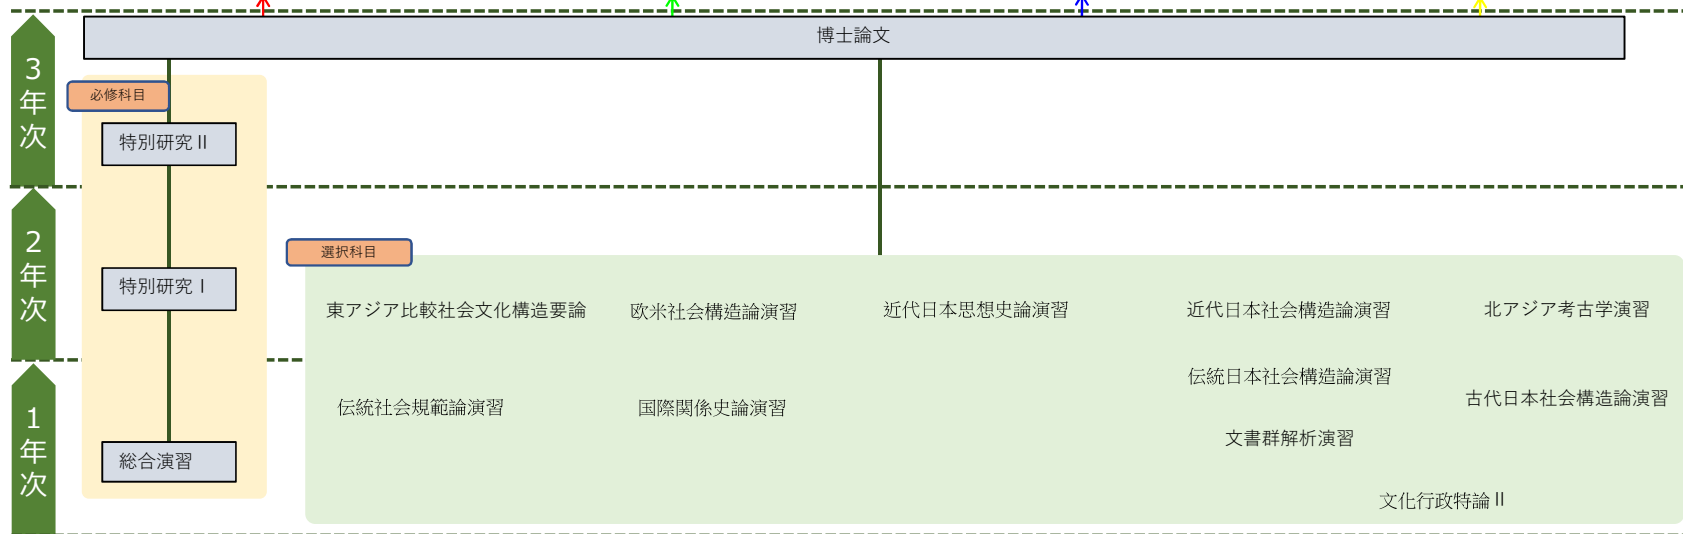 博士論文
3年次
必修科目
特別研究Ⅱ
2年次
選択科目
特別研究Ⅰ
東アジア比較社会文化構造要論
欧米社会構造論演習
近代日本思想史論演習
近代日本社会構造論演習
北アジア考古学演習
伝統日本社会構造論演習
古代日本社会構造論演習
1年次
伝統社会規範論演習
国際関係史論演習
文書群解析演習
総合演習
文化行政特論Ⅱ